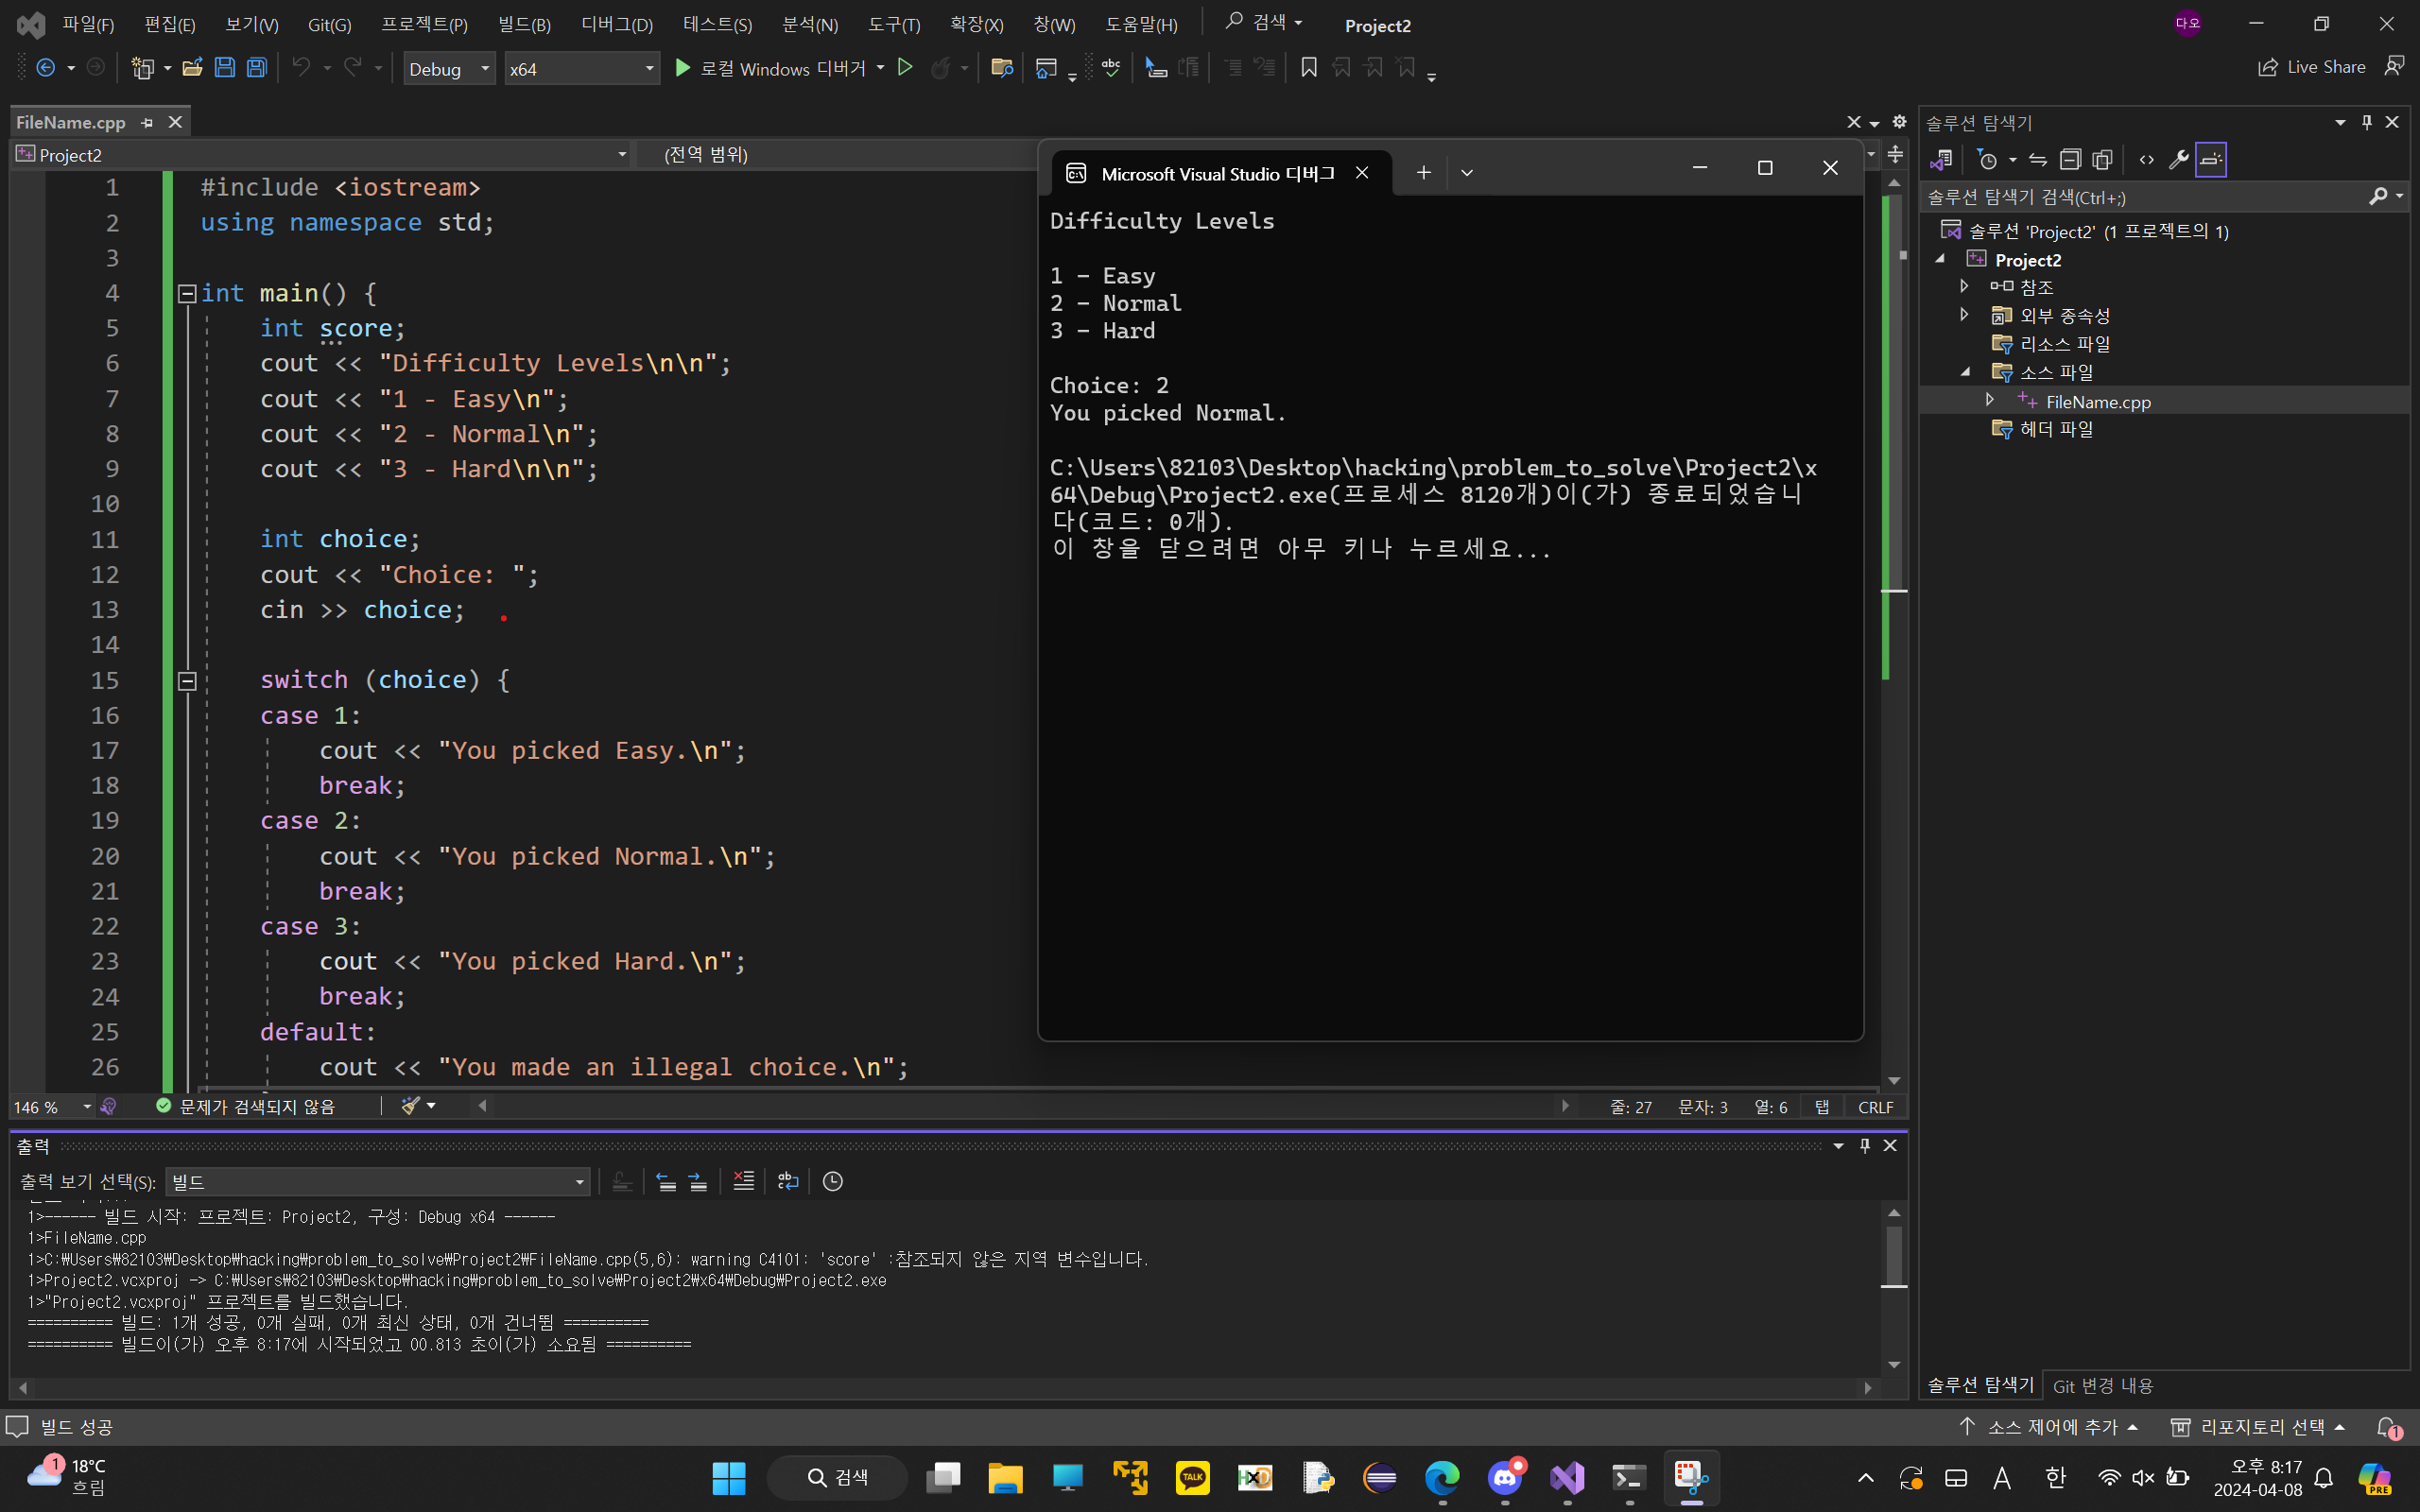 파일(F) 편집(E) 보기(V) Git(G) 프로젝트(P) 빌드(B) 디버그(D) 테스트(S) 분석(N) 도구(T) 확장(X) 창(W) 도움말(H) 검색 Project2 다오
Debug x64 로컬 Windows 디버거 Live Share
FileName.cpp
Project2 (전역 범위)
1 #include <iostream>
2 using namespace std;
3
4 int main() {
5 int score;
6 cout << "Difficulty Levels\n\n";
7 cout << "1 - Easy\n";
8 cout << "2 - Normal\n";
9 cout << "3 - Hard\n\n";
10
11 int choice;
12 cout << "Choice: ";
13 cin >> choice;
14
15 switch (choice) {
16 case 1:
17 cout << "You picked Easy.\n";
18 break;
19 case 2:
20 cout << "You picked Normal.\n";
21 break;
22 case 3:
23 cout << "You picked Hard.\n";
24 break;
25 default:
26 cout << "You made an illegal choice.\n";
Microsoft Visual Studio 디버그
Difficulty Levels
1 - Easy
2 - Normal
3 - Hard
Choice: 2
You picked Normal.
C:\Users\82103\Desktop\hacking\problem_to_solve\Project2\x
64\Debug\Project2.exe(프로세스 8120개)이(가) 종료되었습니
다(코드: 0개).
이 창을 닫으려면 아무 키나 누르세요...
솔루션 탐색기
솔루션 탐색기 검색(Ctrl+;)
솔루션 'Project2' (1 프로젝트의 1)
Project2
참조
외부 종속성
리소스 파일
소스 파일
FileName.cpp
헤더 파일
146 % 문제가 검색되지 않음 줄: 27 문자: 3 열: 6 탭 CRLF
출력
출력 보기 선택(S): 빌드
1>------ 빌드 시작: 프로젝트: Project2, 구성: Debug x64 ------
1>FileName.cpp
1>C:₩Users₩82103₩Desktop₩hacking₩problem_to_solve₩Project2₩FileName.cpp(5,6): warning C4101: 'score' :참조되지 않은 지역 변수입니다.
1>Project2.vcxproj -> C:₩Users₩82103₩Desktop₩hacking₩problem_to_solve₩Project2₩x64₩Debug₩Project2.exe
1>"Project2.vcxproj" 프로젝트를 빌드했습니다.
========== 빌드: 1개 성공, 0개 실패, 0개 최신 상태, 0개 건너뜀 ==========
========== 빌드이(가) 오후 8:17에 시작되었고 00.813 초이(가) 소요됨 ==========
솔루션 탐색기 Git 변경 내용
빌드 성공 소스 제어에 추가 리포지토리 선택 1
1 18°C
흐림
검색
TALK
HXD
A 한
오후 8:17
2024-04-08
PRE